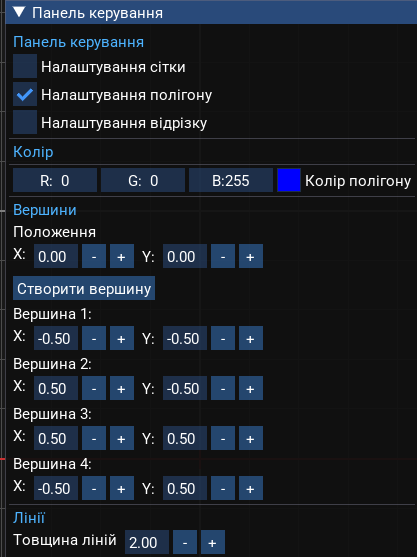 Панель керування
Панель керування
Налаштування сітки
Налаштування полігону
Налаштування відрізку
Колір
R: 0 G: 0 B:255 Колір полігону
Вершини
Положення
X: 0.00 - + Y: 0.00 - +
Створити вершину
Вершина 1:
X: -0.50 - + Y: -0.50 - +
Вершина 2:
X: 0.50 - + Y: -0.50 - +
Вершина 3:
X: 0.50 - + Y: 0.50 - +
Вершина 4:
X: -0.50 - + Y: 0.50 - +
Лінії
Товщина ліній 2.00 - +